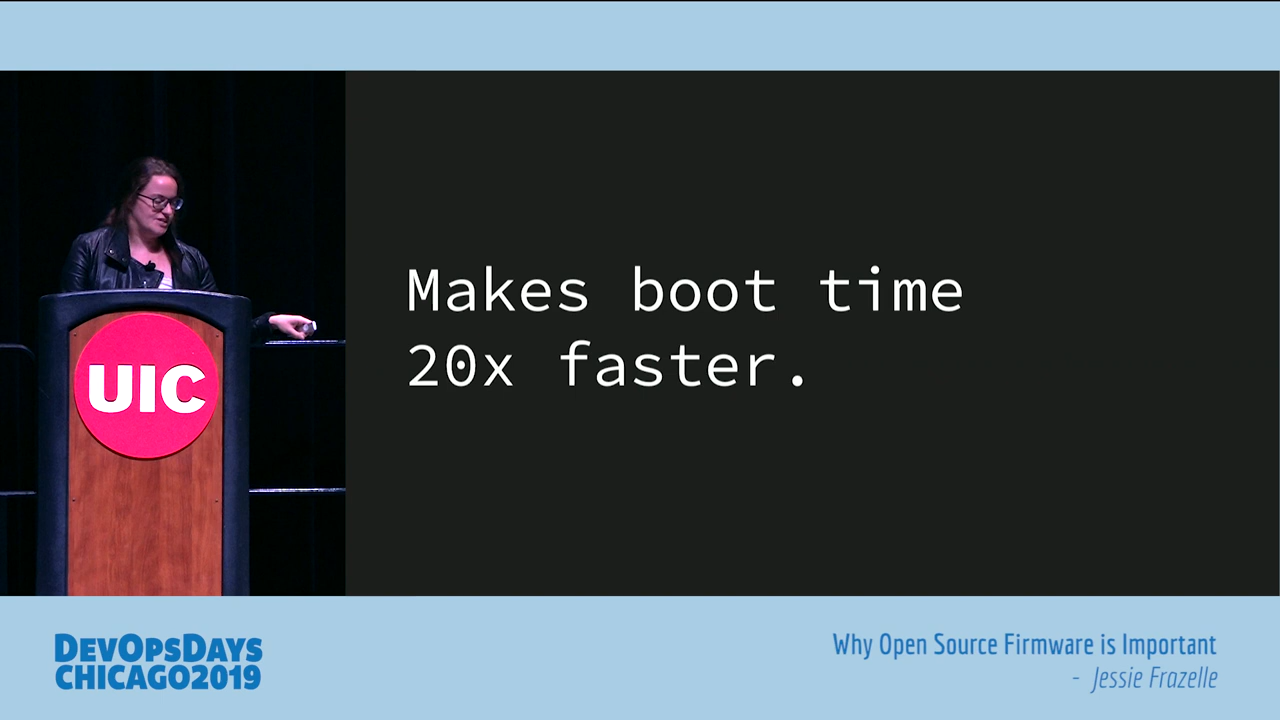 Makes boot time
20x faster.
UIC
DEVOPSDAYS
CHICAGO2019
Why Open Source Firmware is Important
- Jessie Frazelle